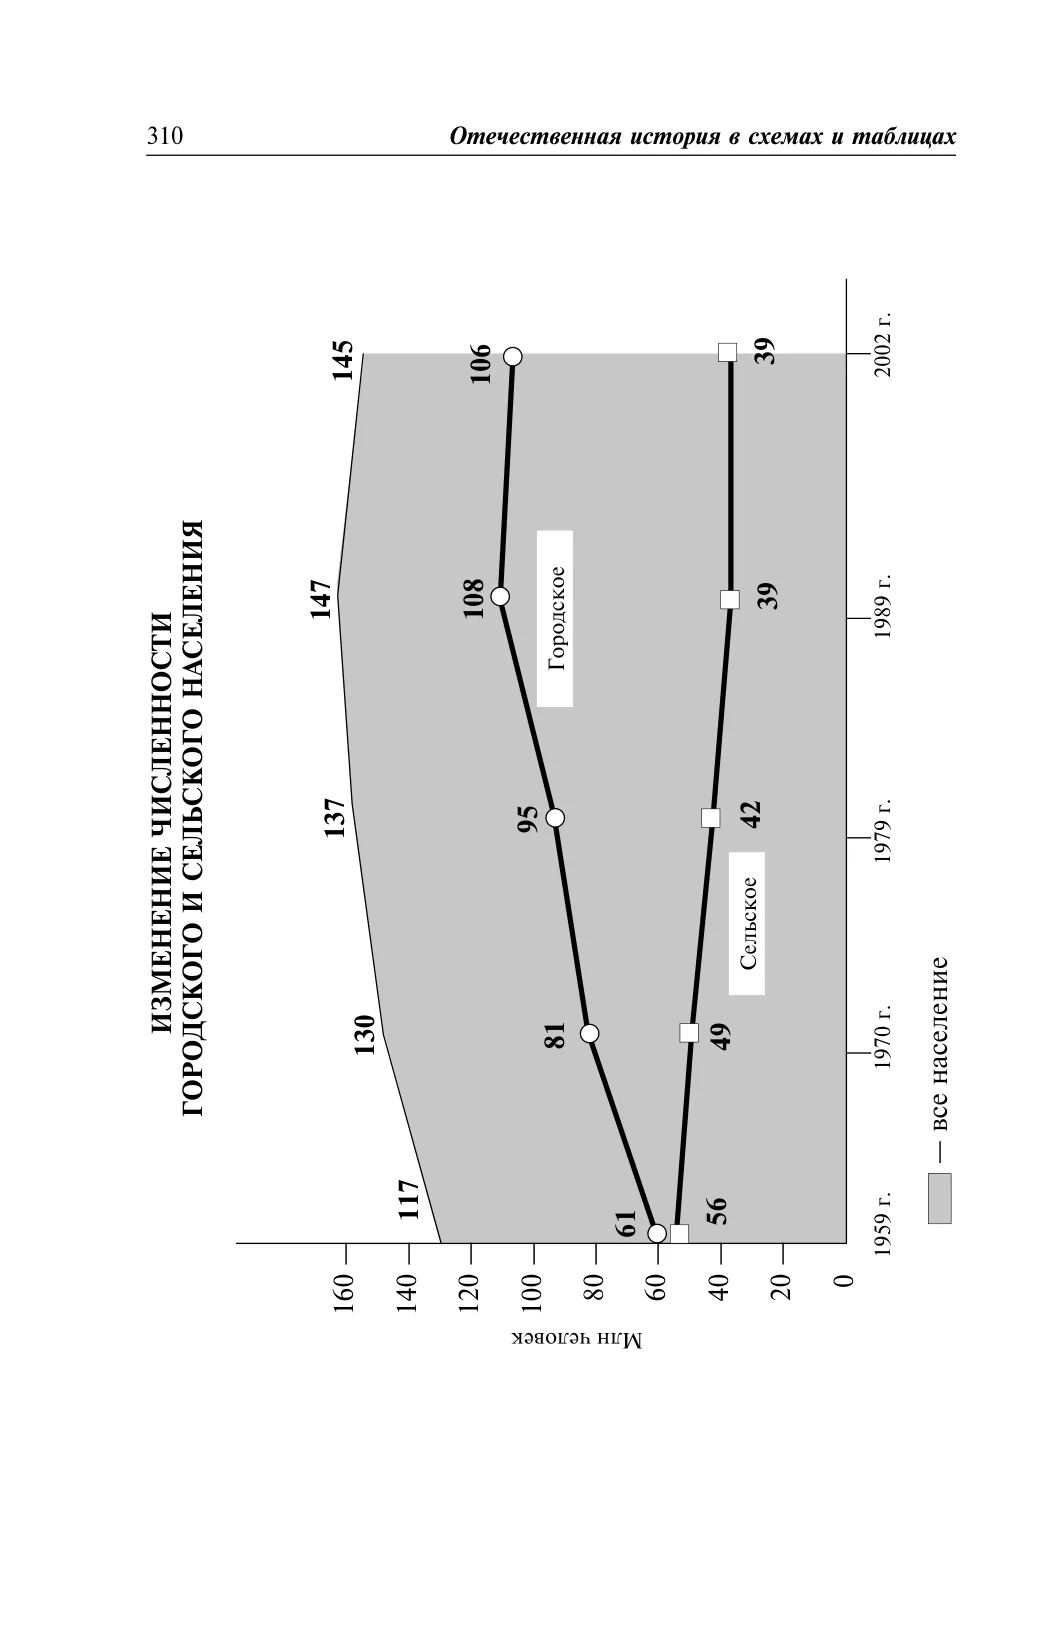 310
Отечественная история в схемах и таблицах
ИЗМЕНЕНИЕ ЧИСЛЕННОСТИ
ГОРОДСКОГО И СЕЛЬСКОГО НАСЕЛЕНИЯ
Млн человек
160
140
120
100
80
60
40
20
0
117
130
137
147
145
61
81
95
108
106
Городское
56
49
42
39
39
Сельское
1959 г.
1970 г.
1979 г.
1989 г.
2002 г.
— все население